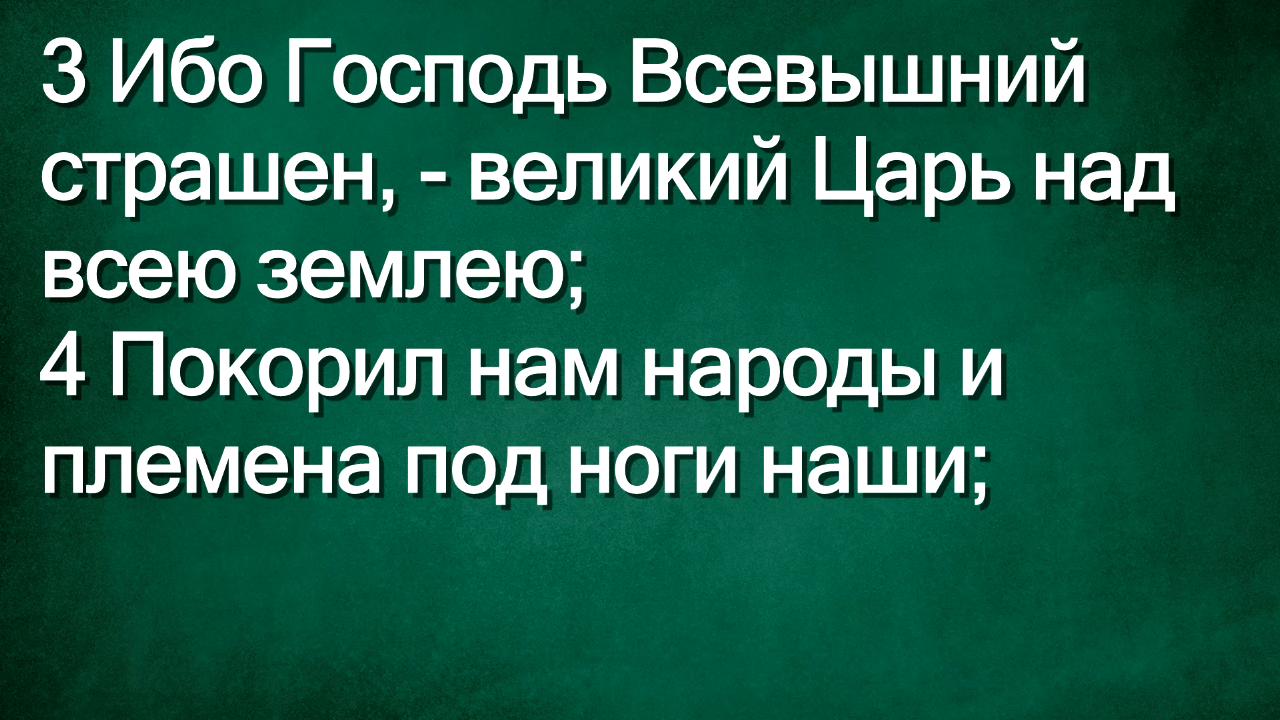 3 Ибо Господь Всевышний
страшен, - великий Царь над
всею землею;
4 Покорил нам народы и
племена под ноги наши;